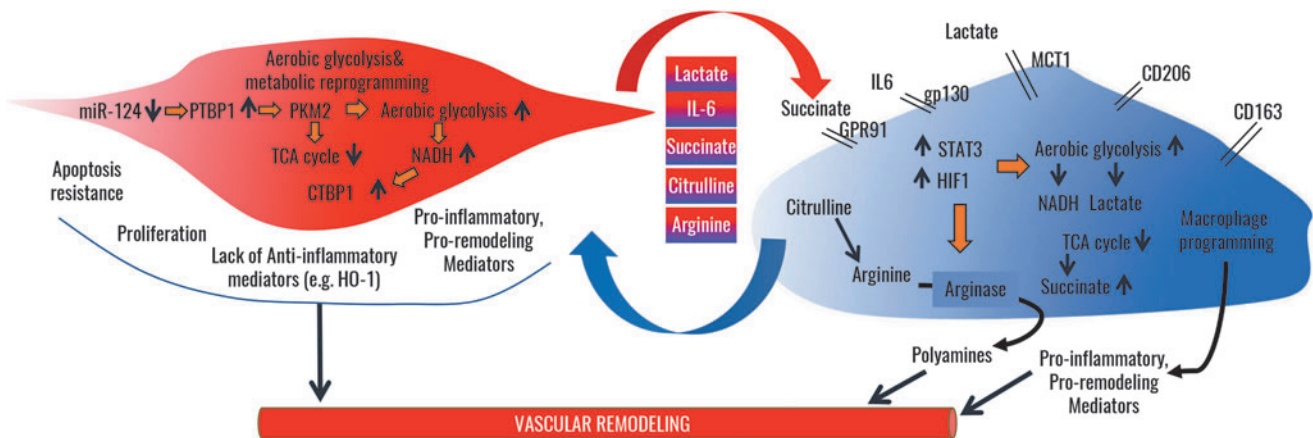 Aerobic glycolysis&
metabolic reprogramming
miR-124
PTBP1
PKM2
Aerobic glycolysis
TCA cycle
NADH
CTBP1
Apoptosis
resistance
Proliferation
Lack of Anti-inflammatory
mediators (e.g. HO-1)
Pro-inflammatory,
Pro-remodeling
Mediators
Lactate
IL-6
Succinate
Citrulline
Arginine
Succinate
GPR91
IL6
gp130
Lactate
MCT1
CD206
CD163
STAT3
HIF1
Aerobic glycolysis
NADH
Lactate
TCA cycle
Succinate
Citrulline
Arginine
Arginase
Macrophage
programming
Polyamines
Pro-inflammatory,
Pro-remodeling
Mediators
VASCULAR REMODELING